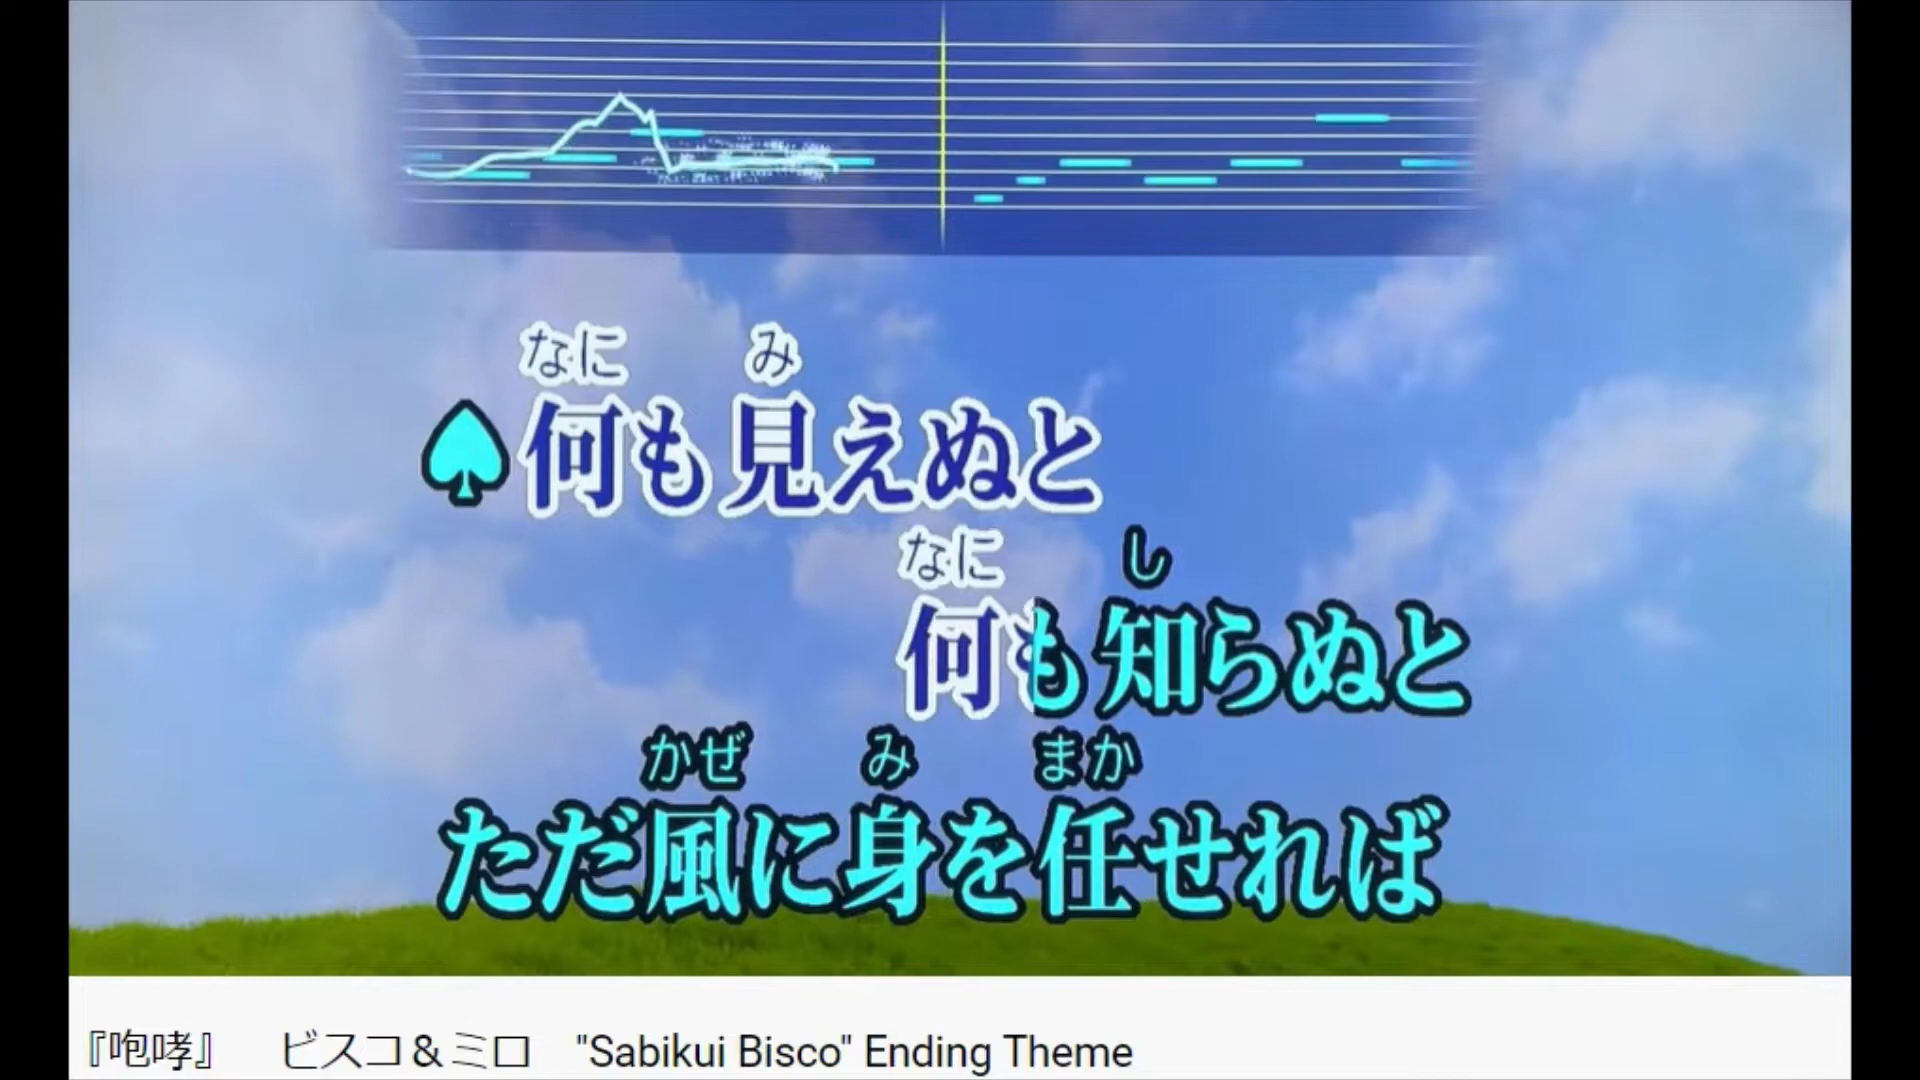 なに み
何も見えぬと
なに し
何も知らぬと
かぜ み まか
ただ風に身を任せれば
『咆哮』 ビスコ&ミロ "Sabikui Bisco" Ending Theme